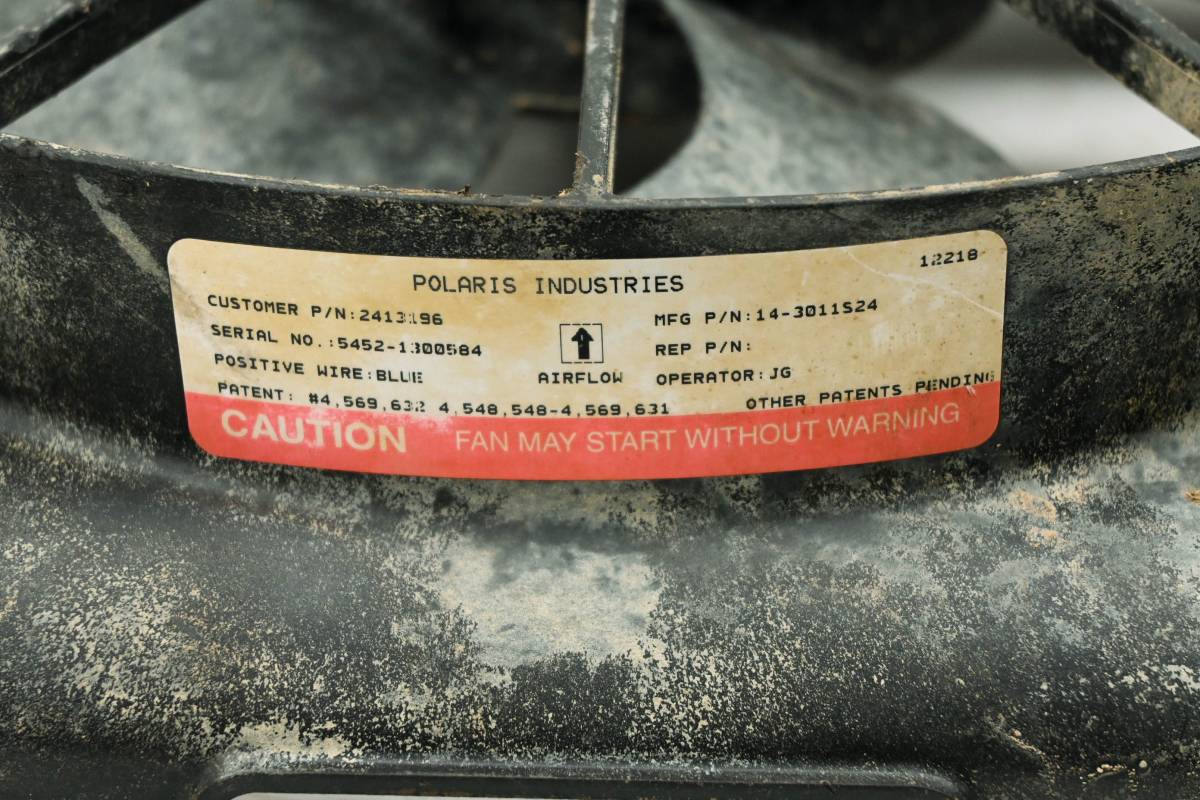 12218
POLARIS INDUSTRIES
CUSTOMER P/N:2413196
MFG P/N:14-3011S24
SERIAL NO.:5452-1300584
REP P/N:
POSITIVE WIRE:BLUE
AIRFLOW
OPERATOR:JG
PATENT: #4,569,632 4,548,548-4,569,631
OTHER PATENTS PENDING
CAUTION FAN MAY START WITHOUT WARNING